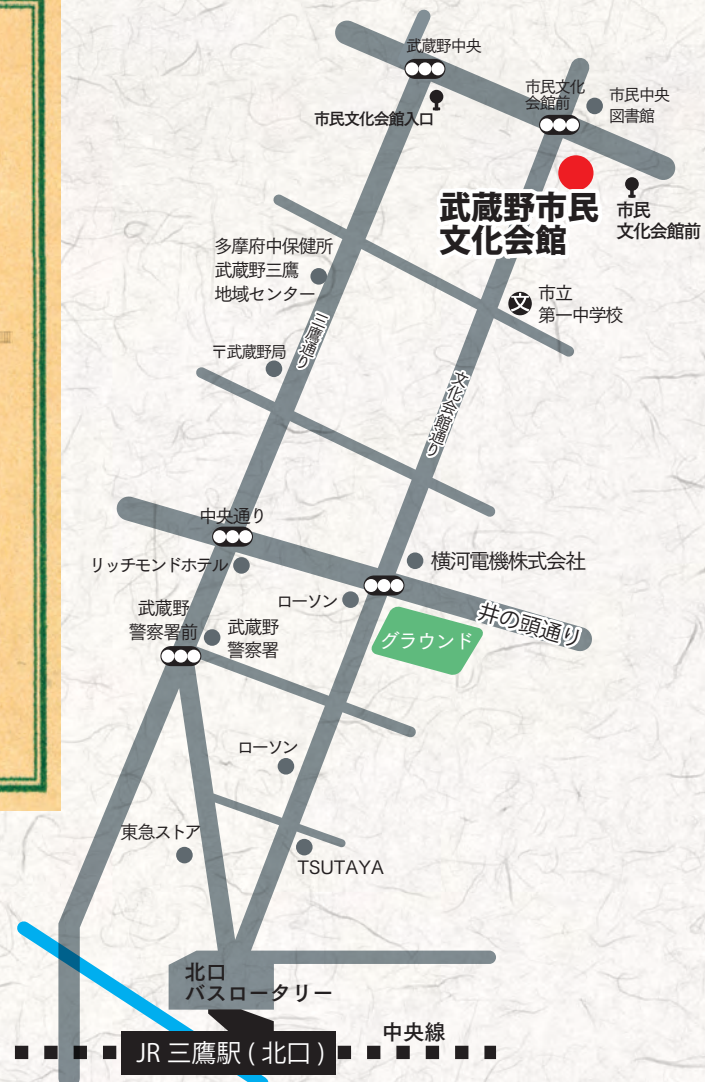 武蔵野中央
市民文化会館入口
市民文化
会館前
市民中央
図書館
武蔵野市民
文化会館
市民
文化会館前
多摩府中保健所
武蔵野三鷹
地域センター
市立
第一中学校
文
三鷹通り
〒武蔵野局
文化会館通り
中央通り
リッチモンドホテル
横河電機株式会社
ローソン
井の頭通り
グラウンド
武蔵野
警察署前
武蔵野
警察署
ローソン
東急ストア
TSUTAYA
北口
バスロータリー
中央線
JR 三鷹駅 ( 北口 )